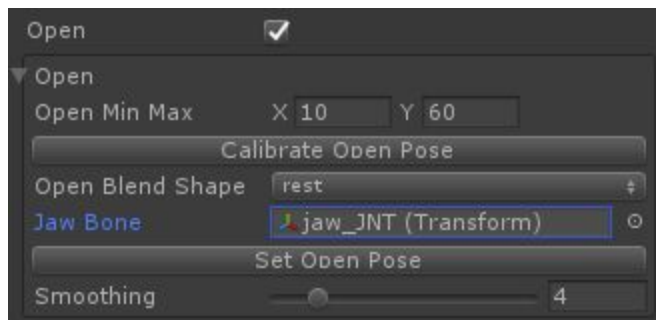 Open
Open
Open Min Max X 10 Y 60
Calibrate Open Pose
Open Blend Shape rest
Jaw Bone jaw_JNT (Transform)
Set Open Pose
Smoothing 4